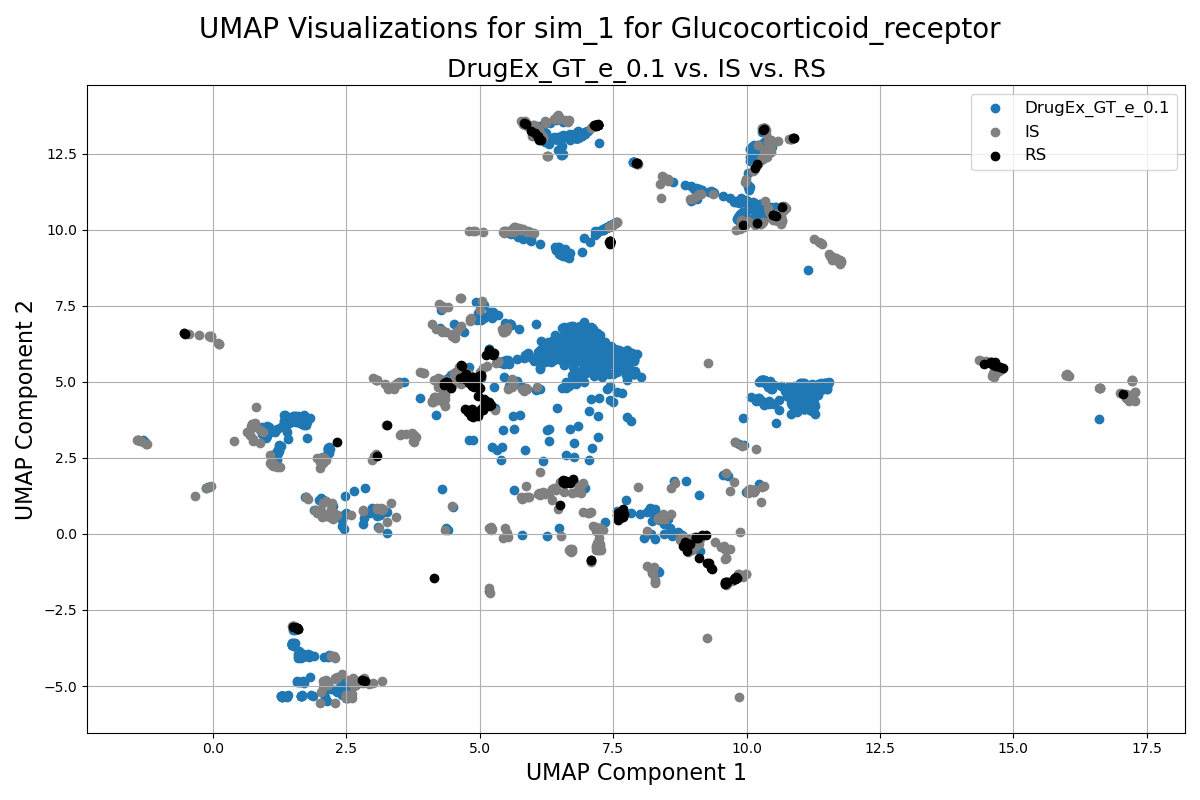 UMAP Visualizations for sim_1 for Glucocorticoid_receptor
DrugEx_GT_e_0.1 vs. IS vs. RS
DrugEx_GT_e_0.1
IS
RS
UMAP Component 2
12.5
10.0
7.5
5.0
2.5
0.0
−2.5
−5.0
0.0 2.5 5.0 7.5 10.0 12.5 15.0 17.5
UMAP Component 1